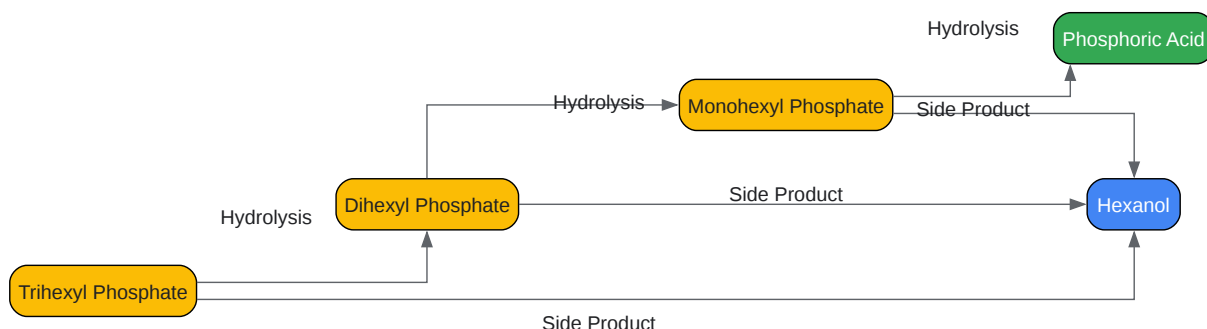 Hydrolysis
Phosphoric Acid
Hydrolysis
Monohexyl Phosphate
Side Product
Dihexyl Phosphate
Side Product
Hexanol
Hydrolysis
Trihexyl Phosphate
Side Product